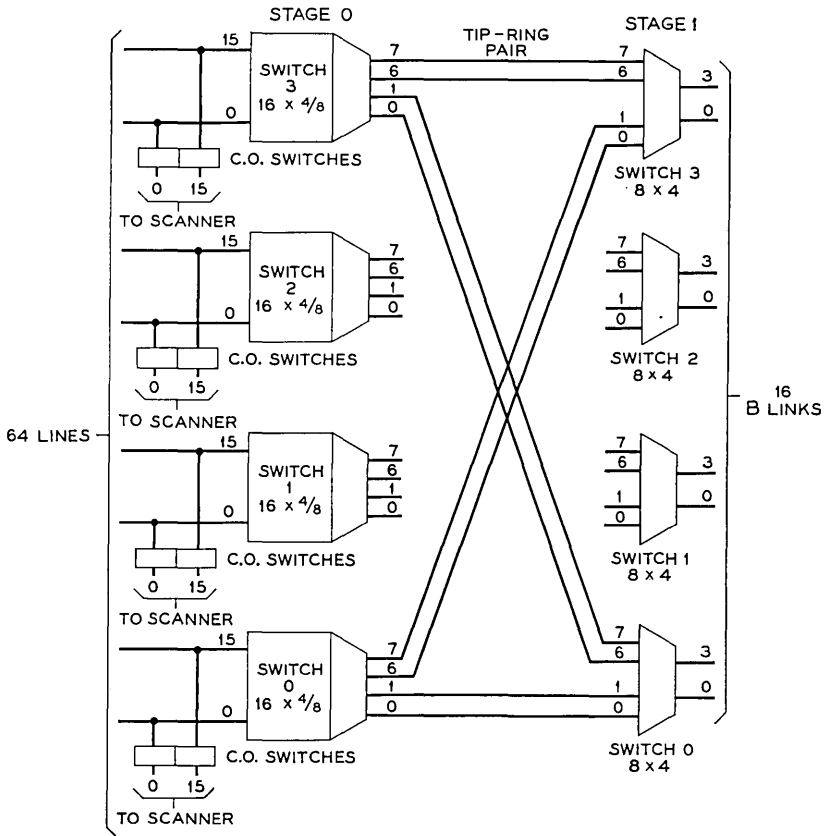 STAGE 0
TIP-RING
PAIR
STAGE 1
15
0
SWITCH
3
16 x 4/8
7
6
1
0
7
6
1
0
3
0
C.O. SWITCHES
0 15
TO SCANNER
SWITCH 3
8 x 4
15
0
SWITCH
2
16 x 4/8
7
6
1
0
7
6
1
0
3
0
C.O. SWITCHES
0 15
TO SCANNER
SWITCH 2
8 x 4
64 LINES
16
B LINKS
15
0
SWITCH
1
16 x 4/8
7
6
1
0
7
6
1
0
3
0
C.O. SWITCHES
0 15
TO SCANNER
SWITCH 1
8 x 4
15
0
SWITCH
0
16 x 4/8
7
6
1
0
7
6
1
0
3
0
C.O. SWITCHES
0 15
TO SCANNER
SWITCH 0
8 x 4